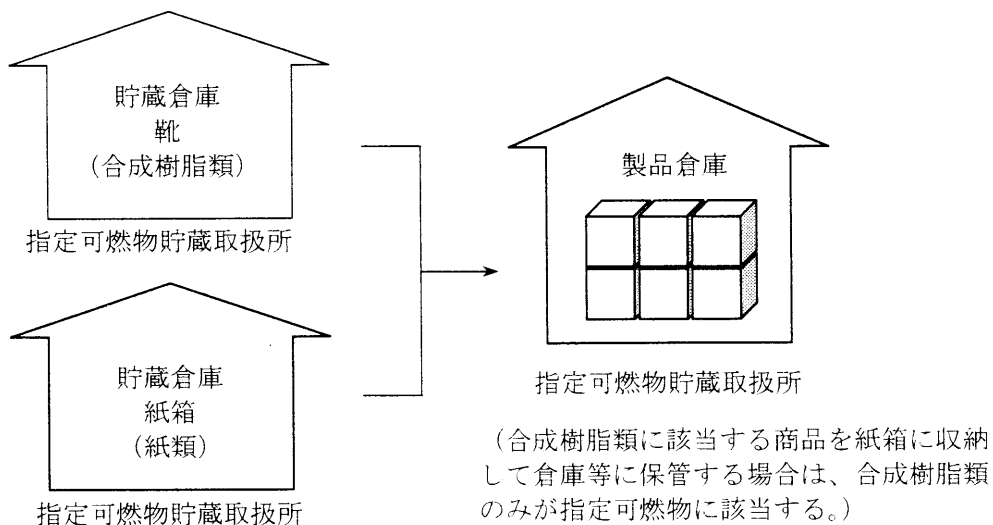 貯蔵倉庫
靴
(合成樹脂類)
指定可燃物貯蔵取扱所
貯蔵倉庫
紙箱
(紙類)
指定可燃物貯蔵取扱所
製品倉庫
指定可燃物貯蔵取扱所
(合成樹脂類に該当する商品を紙箱に収納
して倉庫等に保管する場合は、合成樹脂類
のみが指定可燃物に該当する。)